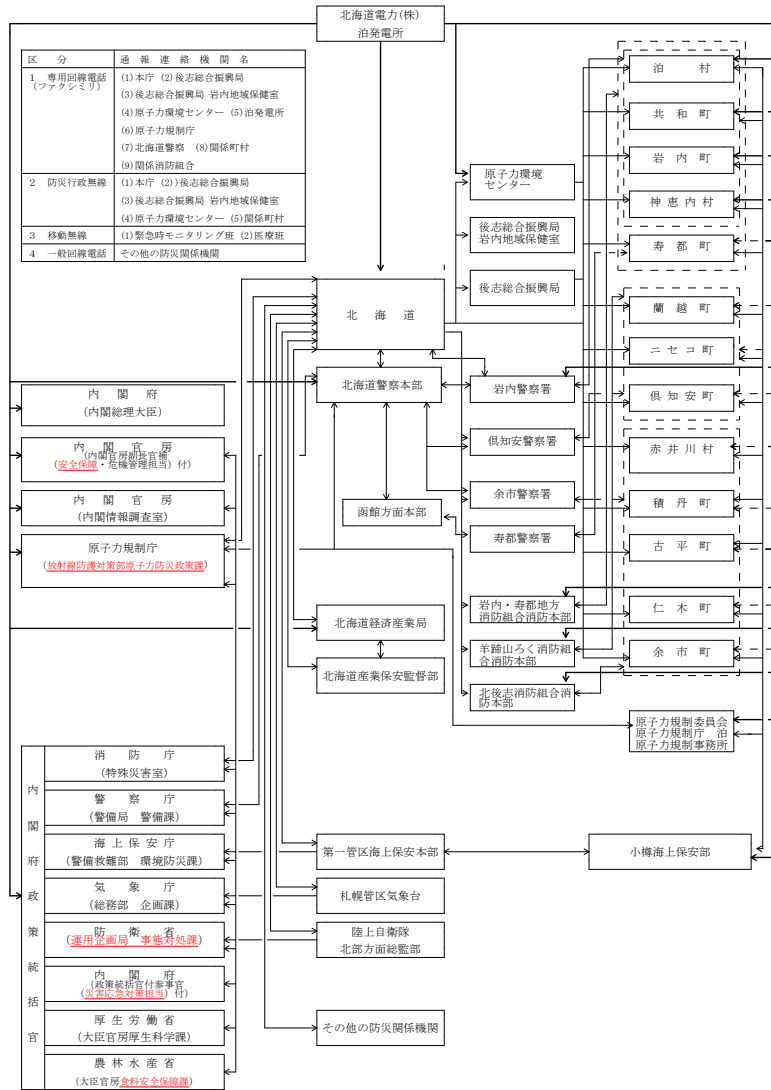 北海道電力(株)
泊発電所
区　分　通 報 連 絡 機 関 名
1　専用回線電話　(1)本庁 (2)後志総合振興局
(ファクシミリ)
(3)後志総合振興局 岩内地域保健室
(4)原子力環境センター (5)泊発電所
(6)原子力規制庁
(7)北海道警察　(8)関係町村
(9)関係消防組合
2　防災行政無線　(1)本庁 (2))後志総合振興局
(3)後志総合振興局 岩内地域保健室
(4)原子力環境センター (5)関係町村
3　移動無線　(1)緊急時モニタリング班 (2)医療班
4　一般回線電話　その他の防災関係機関
原子力環境
センター
後志総合振興局
岩内地域保健室
後志総合振興局
北　海　道
北海道警察本部
岩内警察署
倶知安警察署
余市警察署
函館方面本部
寿都警察署
泊　村
共 和 町
岩 内 町
神恵内村
寿 都 町
蘭 越 町
ニセコ町
倶知安町
赤井川村
積 丹 町
古 平 町
仁 木 町
余 市 町
内　閣　府
(内閣総理大臣)
内　閣　官　房
(内閣官房副長官補
(安全保障・危機管理担当) 付)
内　閣　官　房
(内閣情報調査室)
原子力規制庁
(放射線防護対策部原子力防災政策課)
北海道経済産業局
北海道産業保安監督部
岩内・寿都地方
消防組合消防本部
羊蹄山ろく消防組
合消防本部
北後志消防組合消
防本部
原子力規制委員会
原子力規制庁　泊
原子力規制事務所
内閣府政策統括官
消　防　庁
(特殊災害室)
警　察　庁
(警備局 警備課)
海 上 保 安 庁
(警備救難部 環境防災課)
気　象　庁
(総務部 企画課)
防　衛　省
(運用企画局　事態対処課)
内　閣　府
(政策統括官付参事官
(災害応急対策担当) 付)
厚 生 労 働 省
(大臣官房厚生科学課)
農 林 水 産 省
(大臣官房食料安全保障課)
第一管区海上保安本部
小樽海上保安部
札幌管区気象台
陸上自衛隊
北部方面総監部
その他の防災関係機関